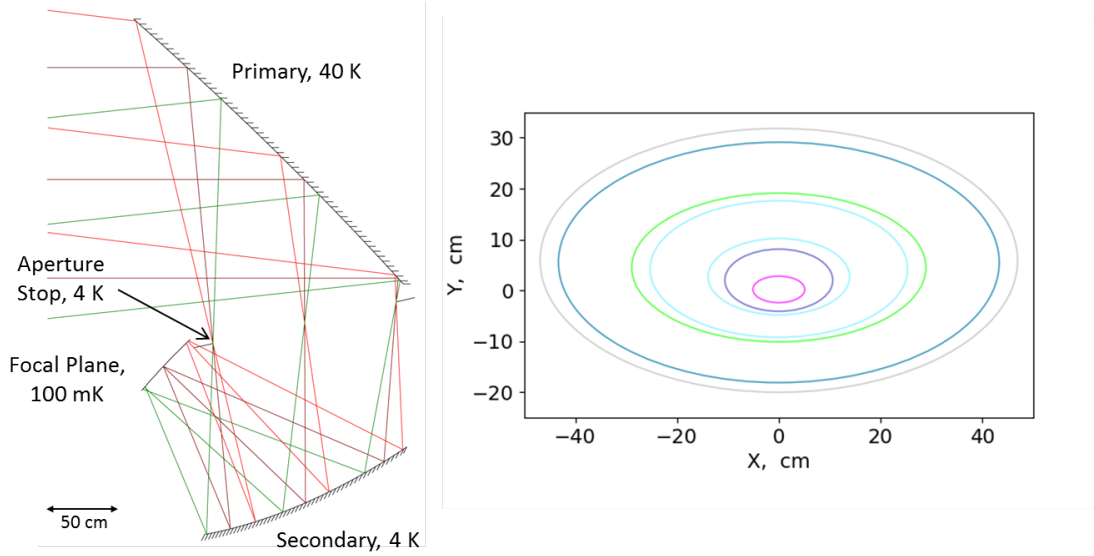 Primary, 40 K
Aperture
Stop, 4 K
Focal Plane,
100 mK
50 cm
Secondary, 4 K
Y, cm
30
20
10
0
−10
−20
−40
−20
0
20
40
X, cm